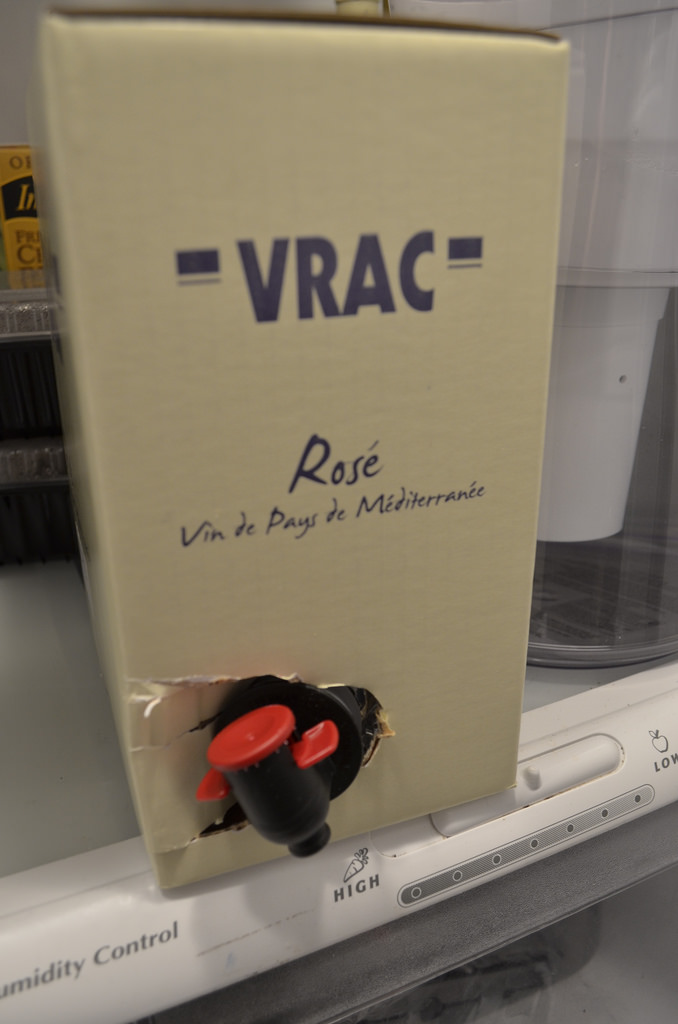 VRAC
Rosé
Vin de Pays de Méditerranée
HIGH
LOW
umidity Control